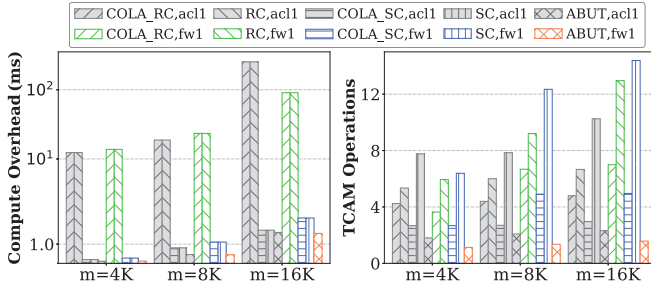 COLA_RC,acl1 RC,acl1 COLA_SC,acl1 SC,acl1 ABUT,acl1
COLA_RC,fw1 RC,fw1 COLA_SC,fw1 SC,fw1 ABUT,fw1
Compute Overhead (ms)
10²
10¹
1.0
m=4K m=8K m=16K
TCAM Operations
12
8
4
0
m=4K m=8K m=16K